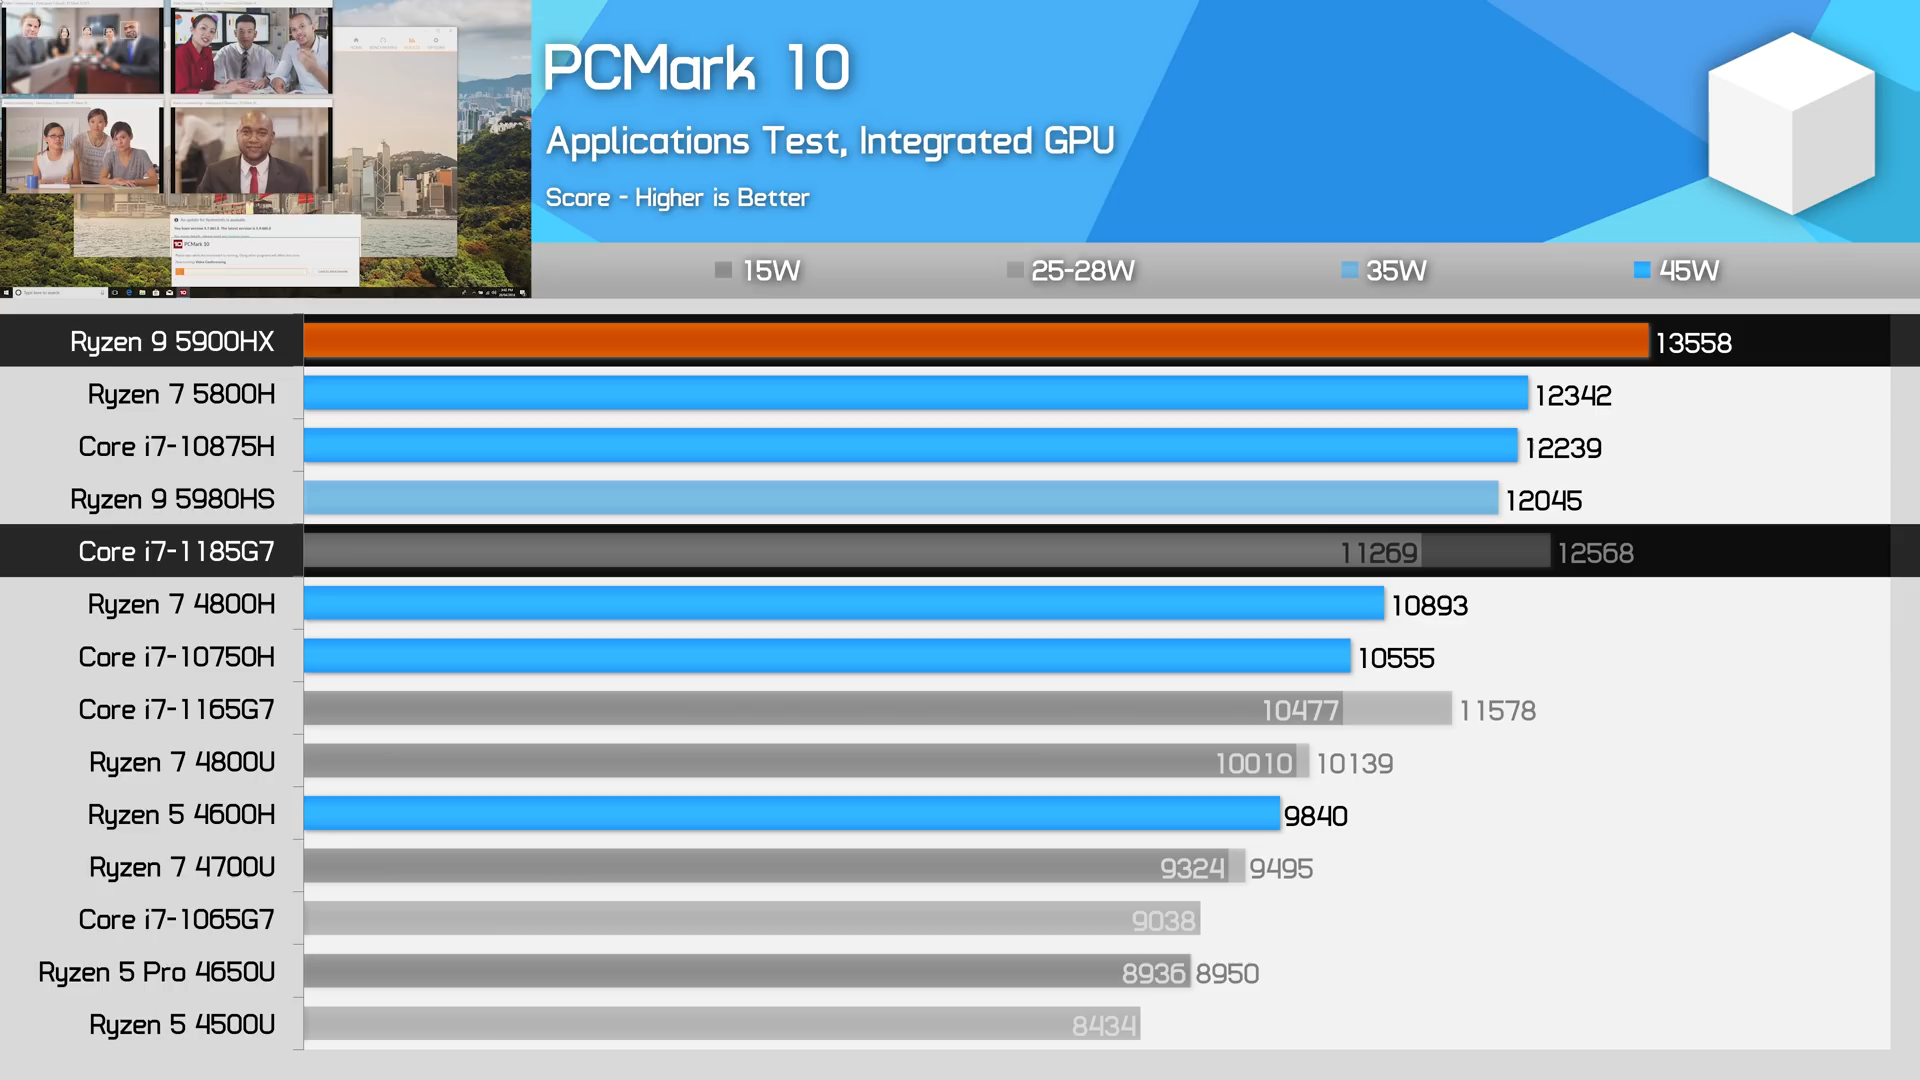 PCMark 10
Applications Test, Integrated GPU
Score - Higher is Better
15W 25-28W 35W 45W
PCMark 10
Ryzen 9 5900HX 13558
Ryzen 7 5800H 12342
Core i7-10875H 12239
Ryzen 9 5980HS 12045
Core i7-1185G7 11269 12568
Ryzen 7 4800H 10893
Core i7-10750H 10555
Core i7-1165G7 10477 11578
Ryzen 7 4800U 10010 10139
Ryzen 5 4600H 9840
Ryzen 7 4700U 9324 9495
Core i7-1065G7 9038
Ryzen 5 Pro 4650U 8936 8950
Ryzen 5 4500U 8434